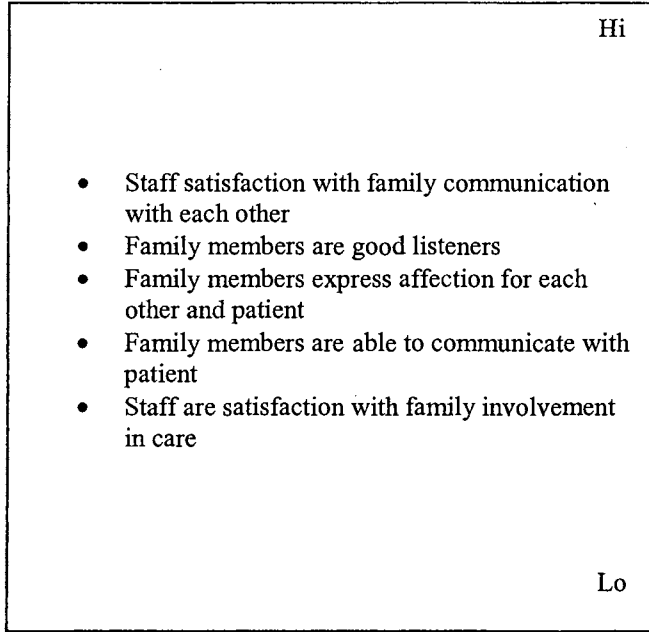 Hi
• Staff satisfaction with family communication
with each other
• Family members are good listeners
• Family members express affection for each
other and patient
• Family members are able to communicate with
patient
• Staff are satisfaction with family involvement
in care
Lo